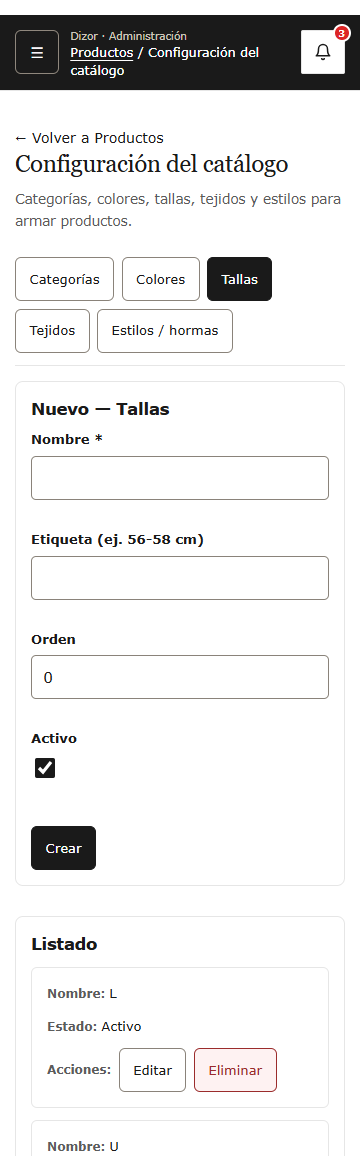 ☰
Dizor · Administración
Productos / Configuración del
catálogo
3
← Volver a Productos
Configuración del catálogo
Categorías, colores, tallas, tejidos y estilos para
armar productos.
Categorías
Colores
Tallas
Tejidos
Estilos / hormas
Nuevo — Tallas
Nombre *
Etiqueta (ej. 56-58 cm)
Orden
0
Activo
Crear
Listado
Nombre: L
Estado: Activo
Acciones: Editar Eliminar
Nombre: U